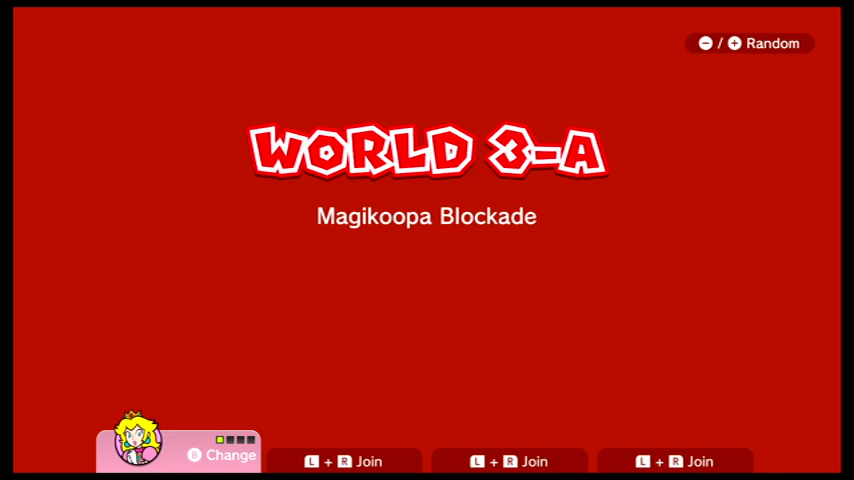 - / + Random
WORLD 3-A
Magikoopa Blockade
B Change
L + R Join
L + R Join
L + R Join